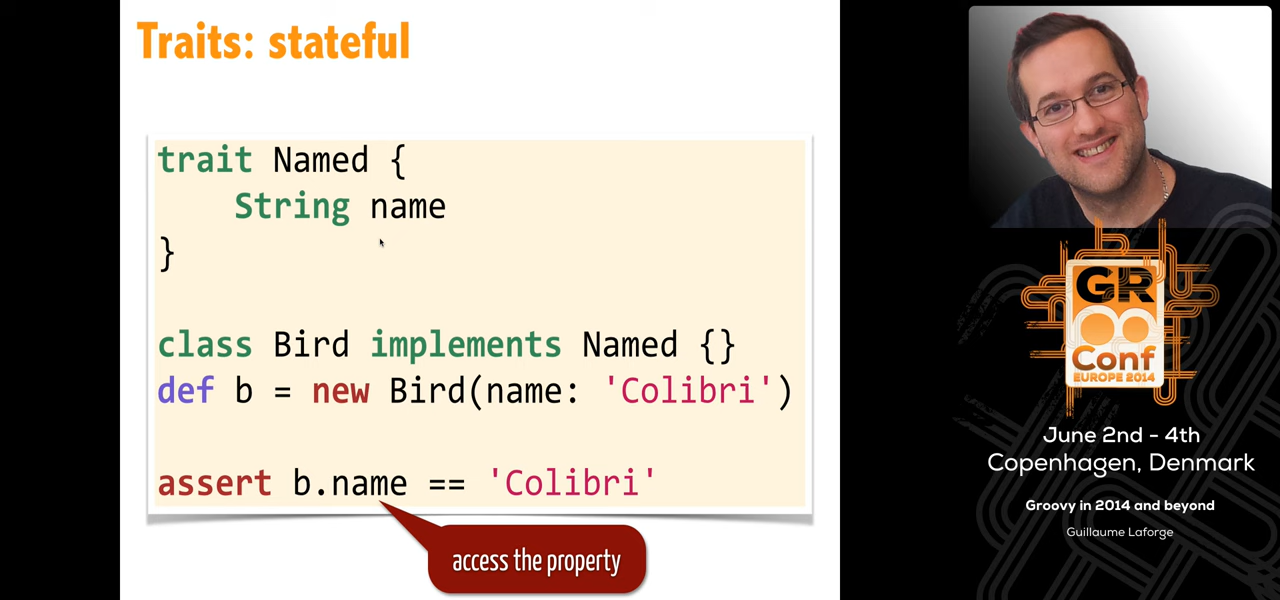 Traits: stateful
trait Named {
    String name
}
class Bird implements Named {}
def b = new Bird(name: 'Colibri')
assert b.name == 'Colibri'
access the property
GR
Conf
EUROPE 2014
June 2nd - 4th
Copenhagen, Denmark
Groovy in 2014 and beyond
Guillaume Laforge